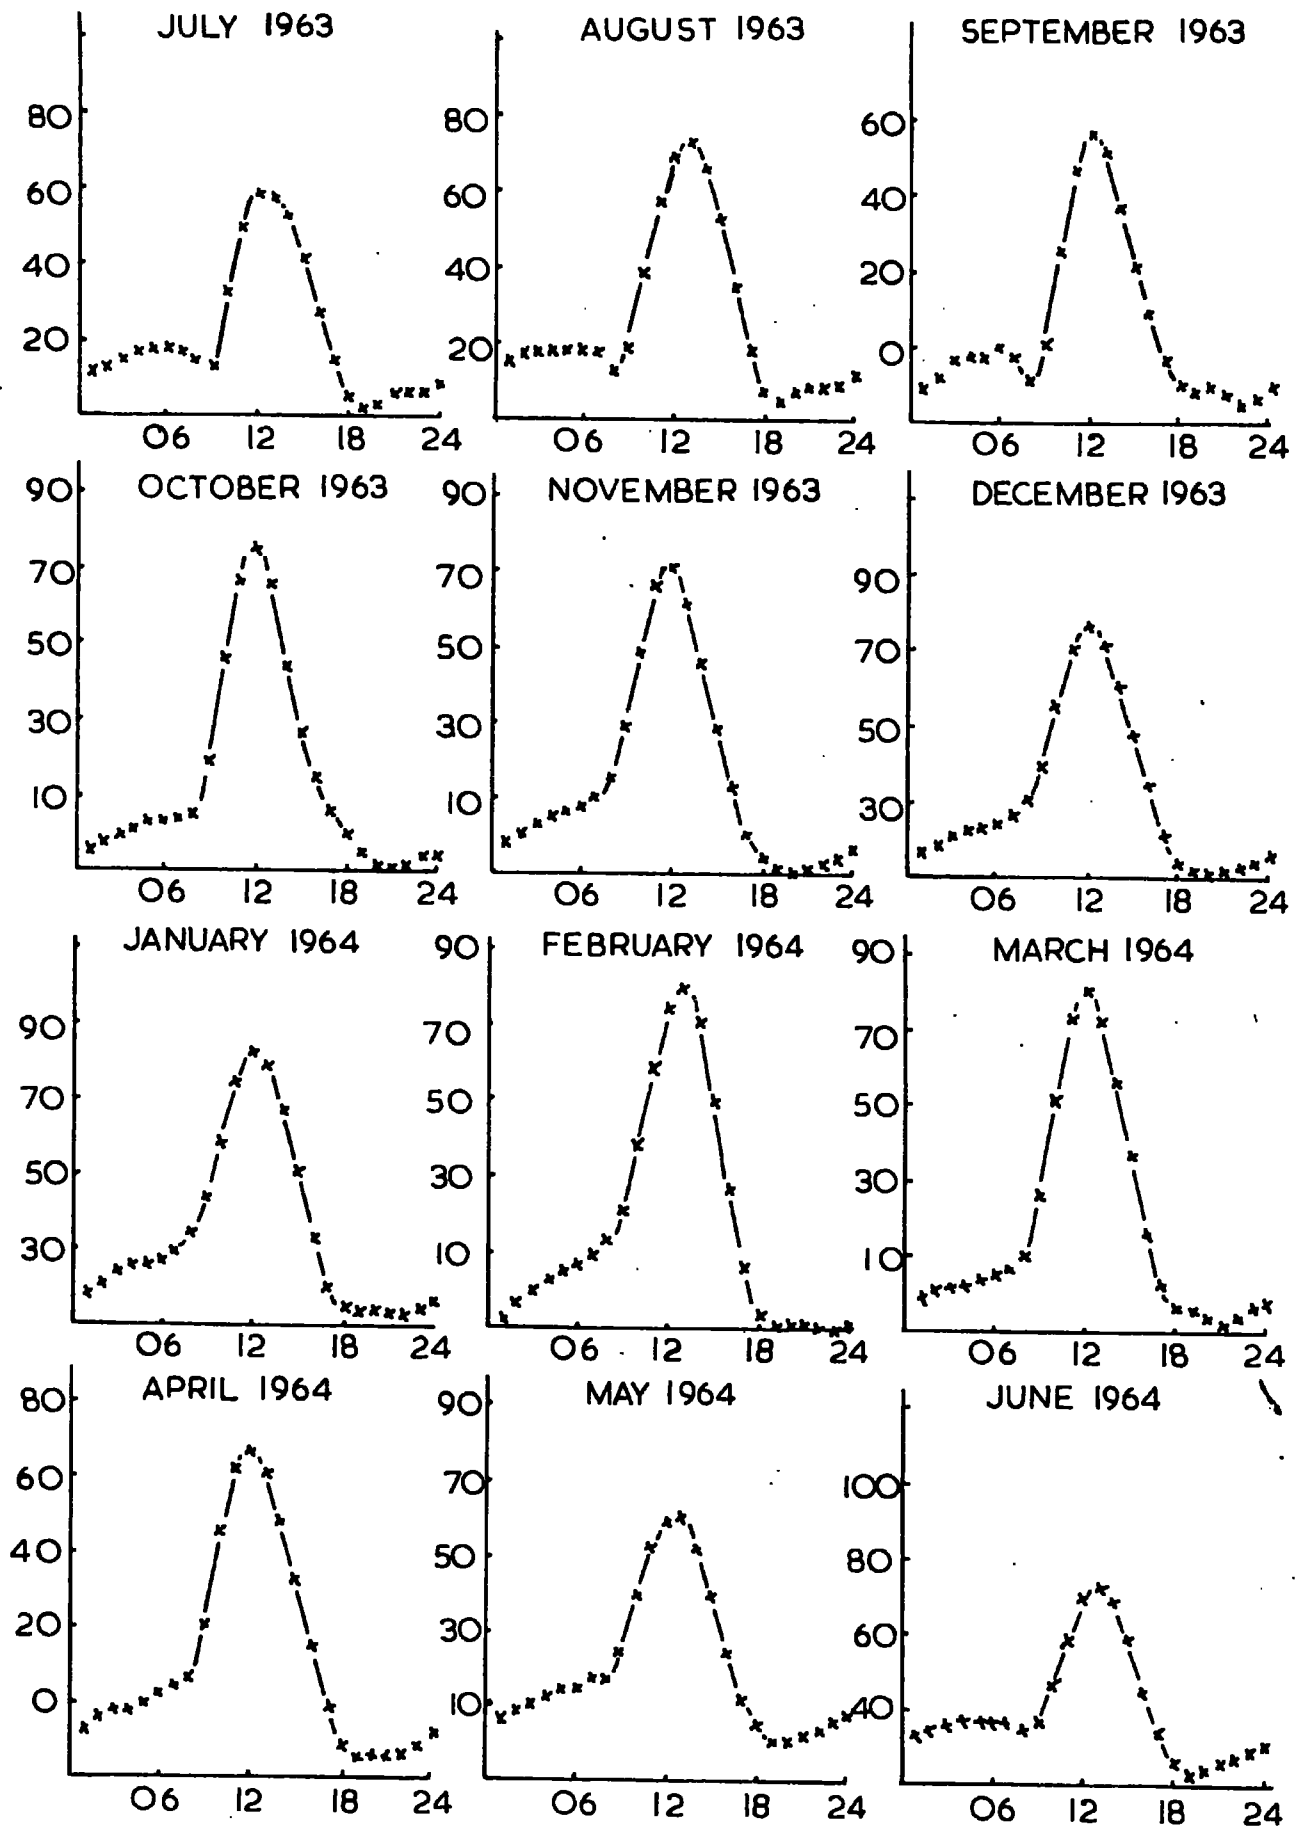 JULY 1963
80
60
40
20
06 12 18 24
AUGUST 1963
80
60
40
20
06 12 18 24
SEPTEMBER 1963
60
40
20
0
06 12 18 24
OCTOBER 1963
90
70
50
30
10
06 12 18 24
NOVEMBER 1963
90
70
50
30
10
06 12 18 24
DECEMBER 1963
90
70
50
30
06 12 18 24
JANUARY 1964
90
70
50
30
06 12 18 24
FEBRUARY 1964
90
70
50
30
10
06 12 18 24
MARCH 1964
90
70
50
30
10
06 12 18 24
APRIL 1964
80
60
40
20
0
06 12 18 24
MAY 1964
90
70
50
30
10
06 12 18 24
JUNE 1964
100
80
60
40
06 12 18 24